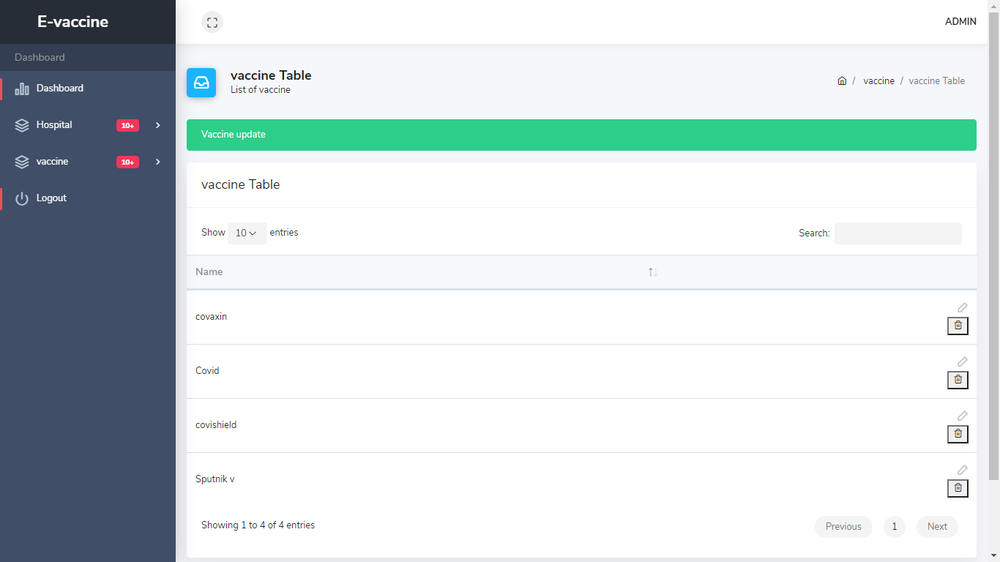 E-vaccine
ADMIN
Dashboard
Dashboard
Hospital 10+
vaccine 10+
Logout
vaccine Table
List of vaccine
/ vaccine / vaccine Table
Vaccine update
vaccine Table
Show 10 entries
Search:
Name
covaxin
Covid
covishield
Sputnik v
Showing 1 to 4 of 4 entries
Previous 1 Next